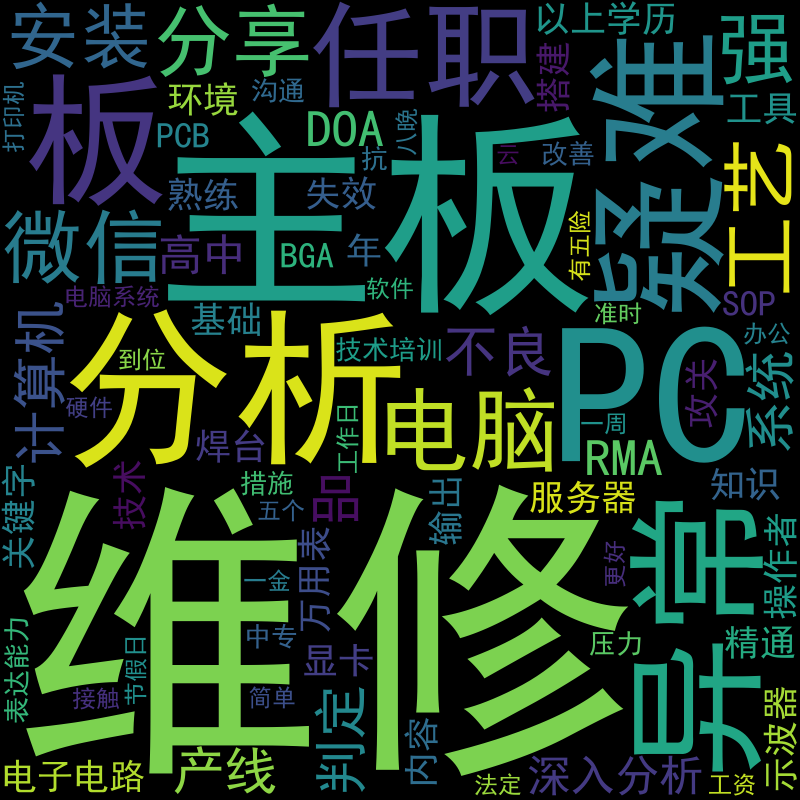 安装
分享
任职
以上学历
强
板
打印机
环境
沟通
PCB
DOA
八晚
搭建
疑难
工具
主板
抗
云
改善
工艺
熟练
失效
微信
高中
BGA
年
有五险
电脑系统
软件
SOP
计算机
基础
准时
分析
到位
技术培训
不良
PC
攻关
办公
系统
硬件
工作日
电脑
一周
焊台
RMA
关键字
技术
措施
品
输出
服务器
知识
五个
维修
万用表
异常
操作者
更好
一金
中专
表达能力
节假日
显卡
压力
精通
接触
简单
判定
内容
示波器
电子电路
产线
法定
深入分析
工资